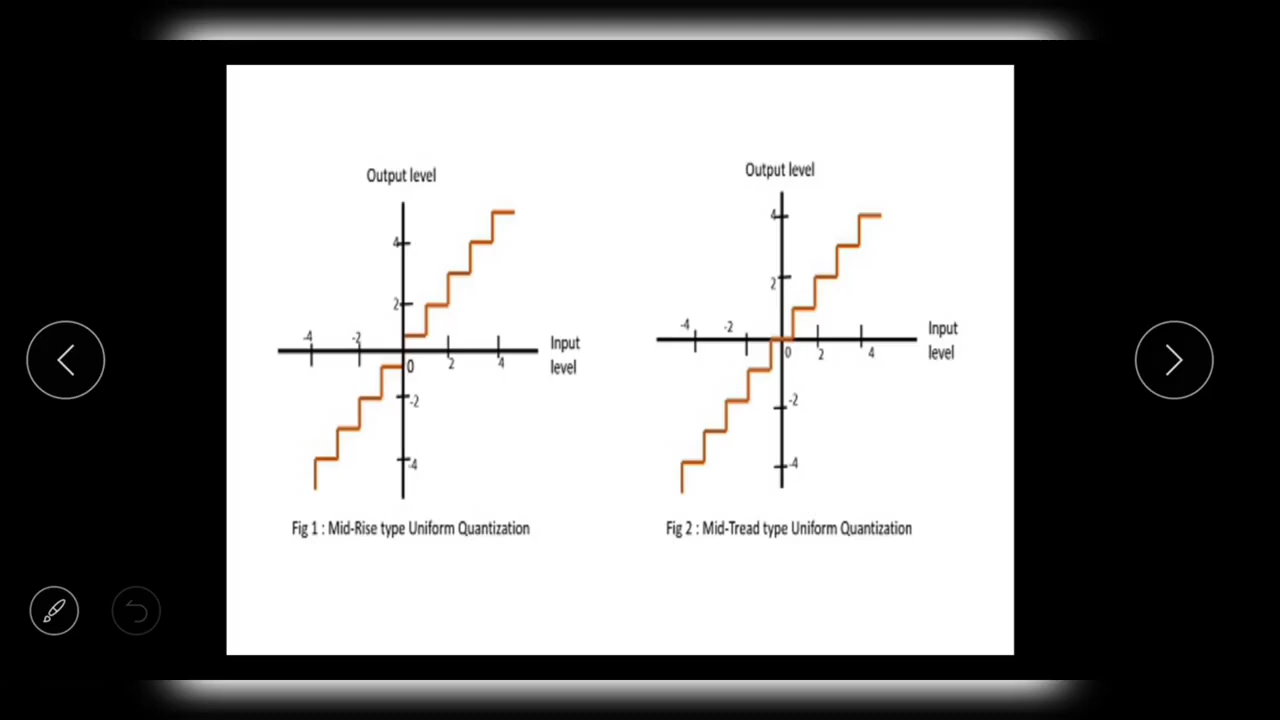 Output level
4
2
-4
-2
0
2
4
Input
level
-2
-4
Fig 1 : Mid-Rise type Uniform Quantization
Output level
4
2
-4
-2
0
2
4
Input
level
-2
-4
Fig 2 : Mid-Tread type Uniform Quantization